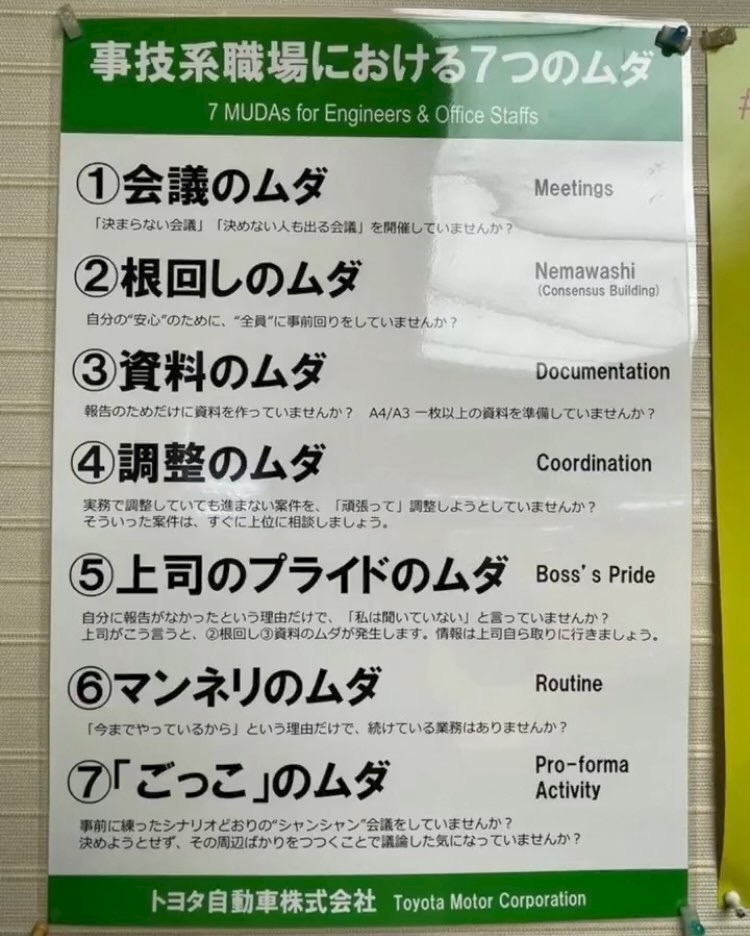 事技系職場における7つのムダ
7 MUDAs for Engineers & Office Staffs
①会議のムダ Meetings
「決まらない会議」「決めない人も出る会議」を開催していませんか？
②根回しのムダ Nemawashi
(Consensus Building)
自分の“安心”のために、“全員”に事前回りをしていませんか？
③資料のムダ Documentation
報告のためだけに資料を作っていませんか？ A4/A3 一枚以上の資料を準備していませんか？
④調整のムダ Coordination
実務で調整していても進まない案件を、「頑張って」調整しようとしていませんか？
そういった案件は、すぐに上位に相談しましょう。
⑤上司のプライドのムダ Boss's Pride
自分に報告がなかったという理由だけで、「私は聞いていない」と言っていませんか？
上司がこう言うと、②根回し③資料のムダが発生します。情報は上司自ら取りに行きましょう。
⑥マンネリのムダ Routine
「今までやっているから」という理由だけで、続けている業務はありませんか？
⑦「ごっこ」のムダ Pro-forma
Activity
事前に練ったシナリオどおりの“シャンシャン”会議をしていませんか？
決めようとせず、その周辺ばかりをつつくことで議論した気になっていませんか？
トヨタ自動車株式会社 Toyota Motor Corporation